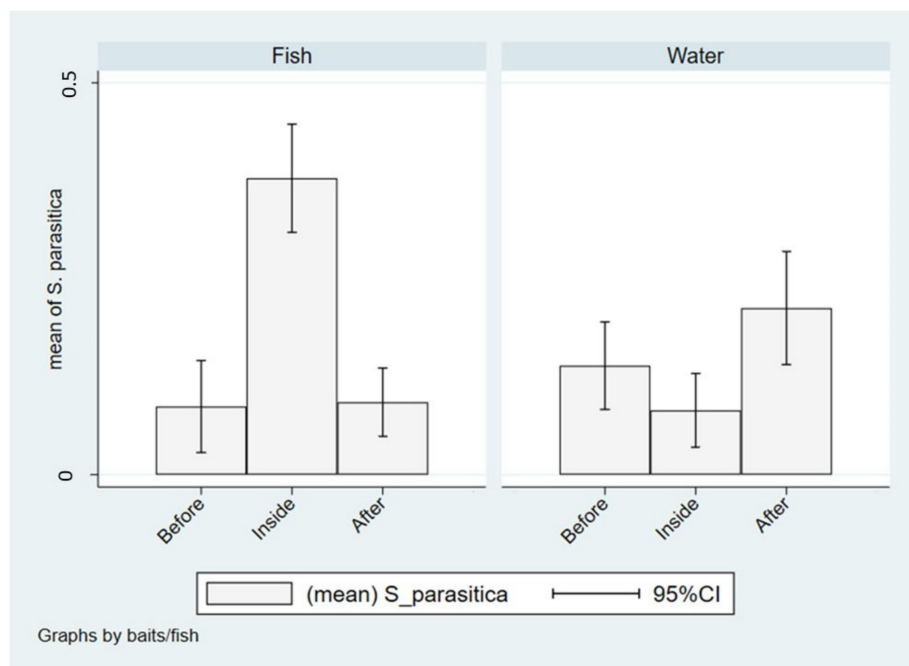 Fish
Water
mean of S. parasitica
0.5
0
Before
Inside
After
Before
Inside
After
(mean) S_parasitica
95%CI
Graphs by baits/fish